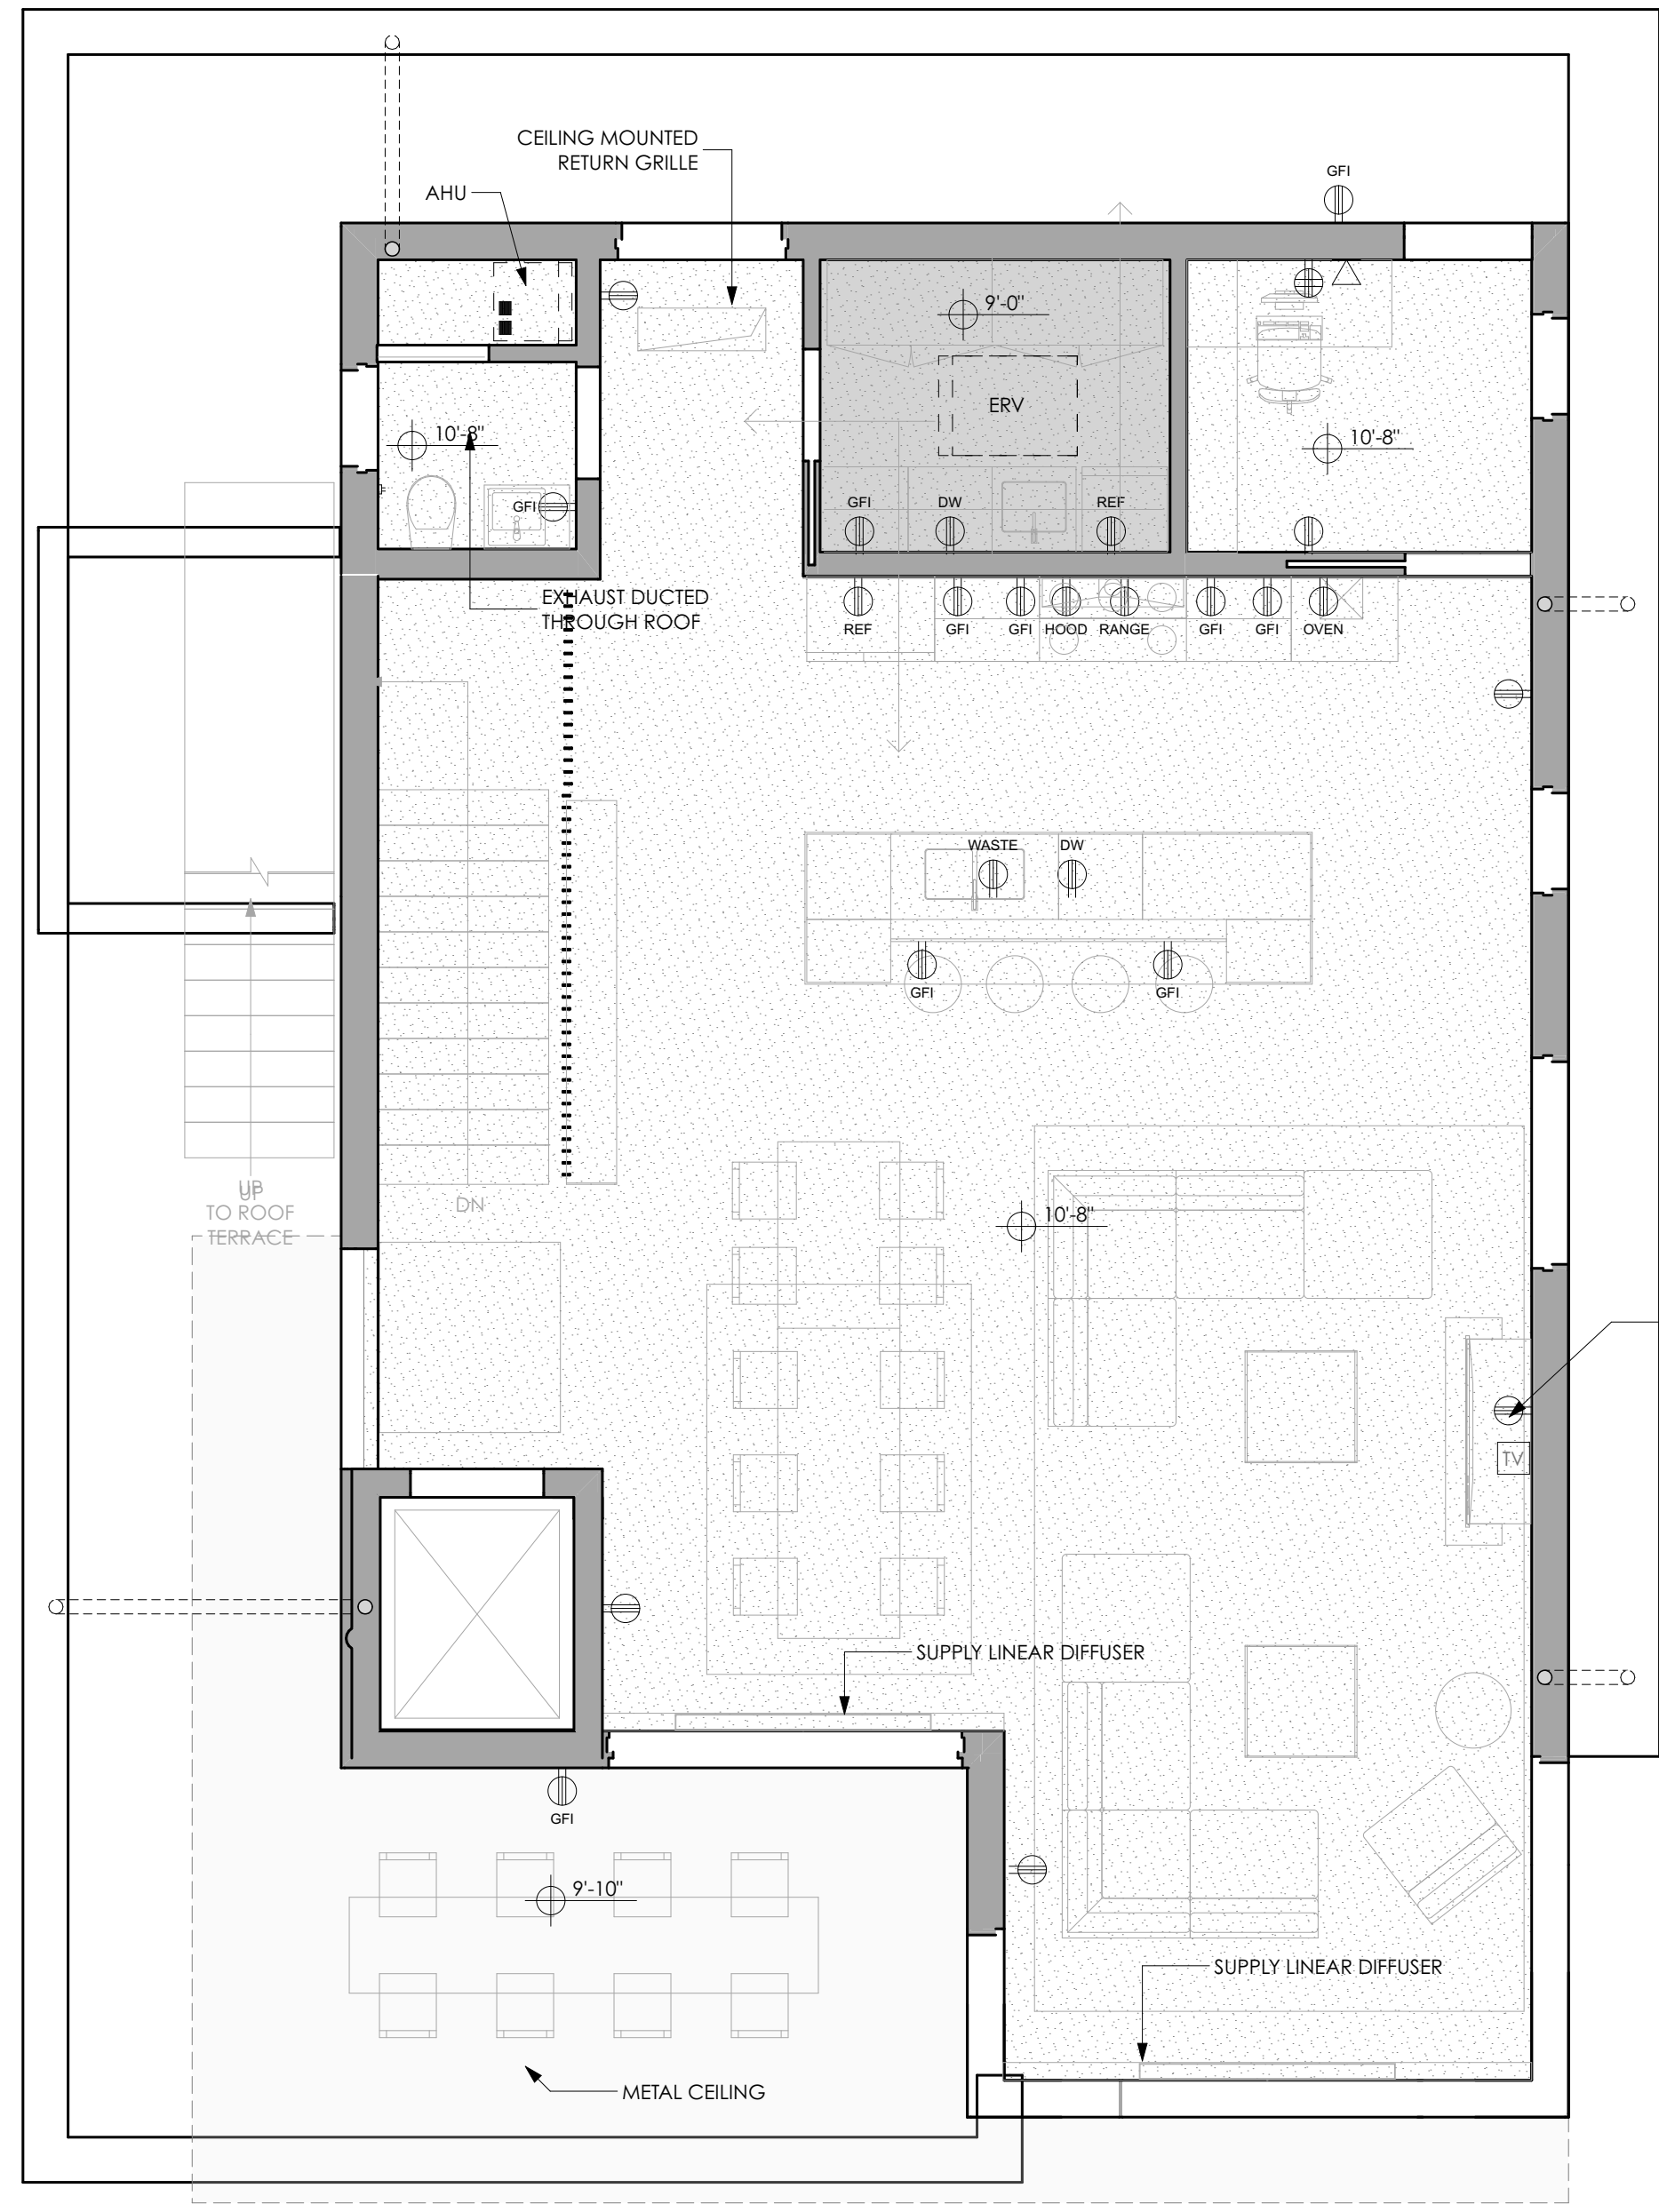 CEILING MOUNTED
RETURN GRILLE
AHU
GFI
9'-0"
ERV
10'-8"
10'-8"
GFI
GFI
DW
REF
EXHAUST DUCTED
THROUGH ROOF
REF
GFI
GFI
HOOD
RANGE
GFI
GFI
OVEN
WASTE
DW
GFI
GFI
UP
UP
TO ROOF
TERRACE
DN
10'-8"
TV
SUPPLY LINEAR DIFFUSER
GFI
9'-10"
SUPPLY LINEAR DIFFUSER
METAL CEILING